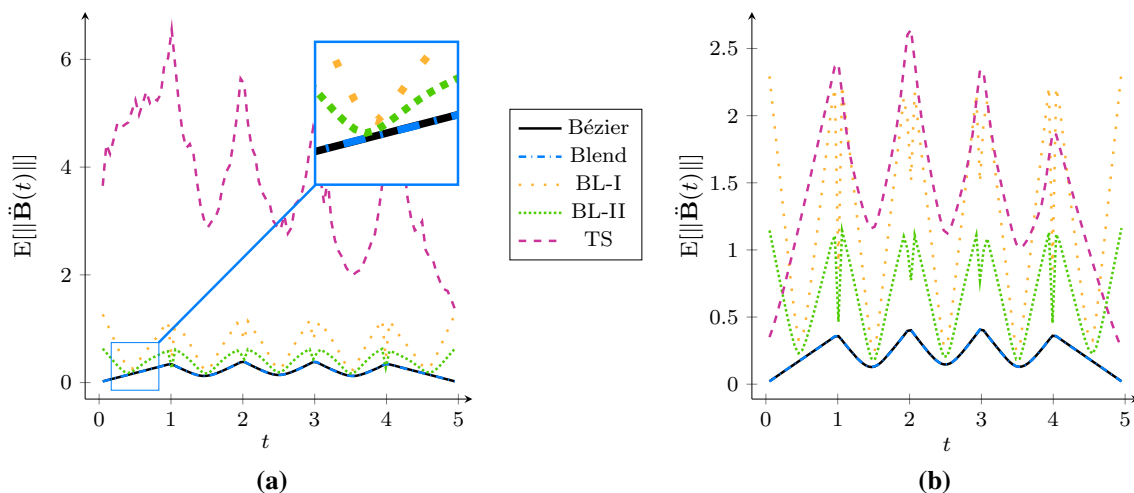 6
4
2
0
E[|||B̈(t)|||]
0 1 2 3 4 5
t
(a)
Bézier
Blend
BL-I
BL-II
TS
2.5
2
1.5
1
0.5
0
E[|||B̈(t)|||]
0 1 2 3 4 5
t
(b)